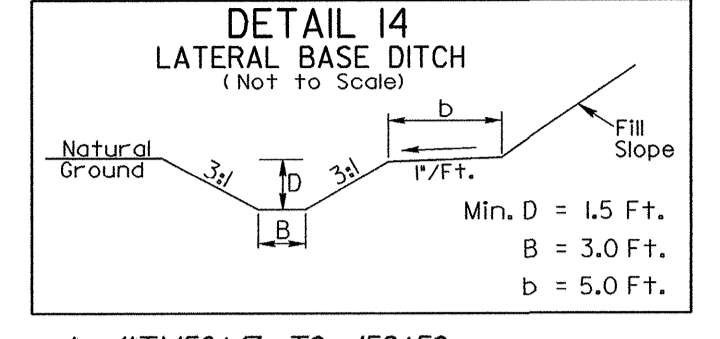 DETAIL 14
LATERAL BASE DITCH
(Not to Scale)
b
Natural
Ground
3:1
D
3:1
1"/Ft.
Fill
Slope
B
Min. D = 1.5 Ft.
B = 3.0 Ft.
b = 5.0 Ft.